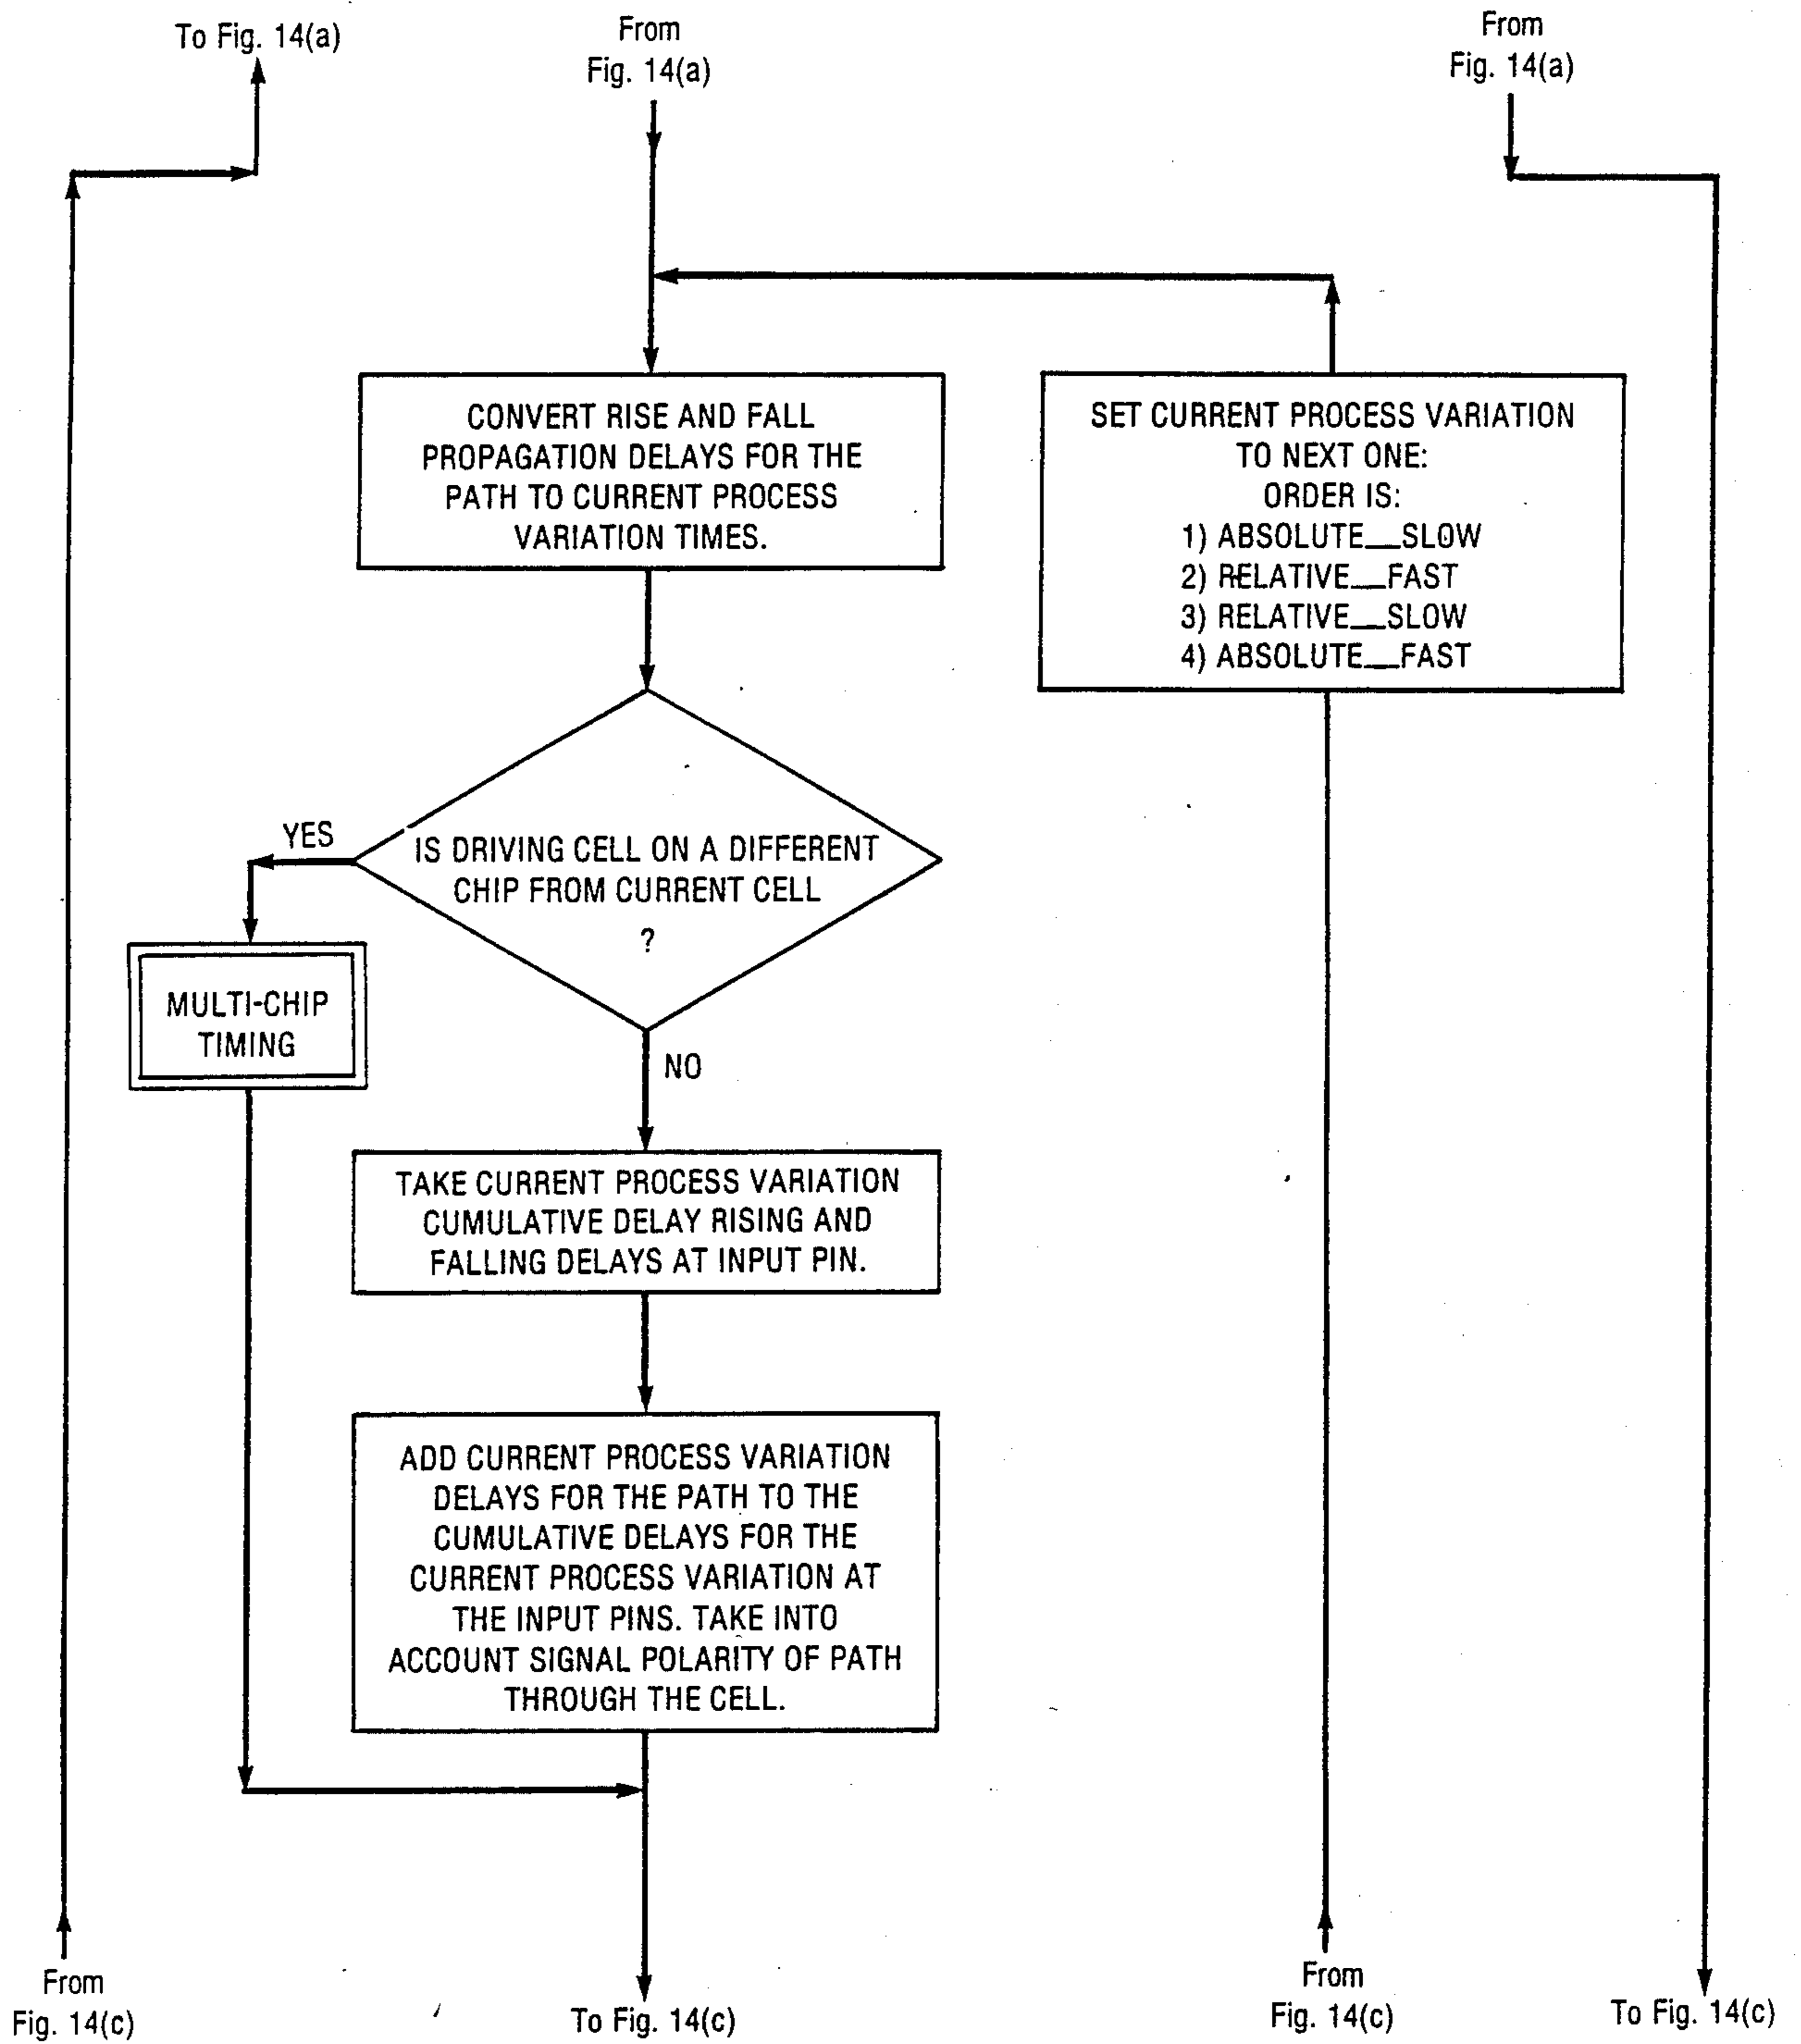 To Fig. 14(a)
From
Fig. 14(a)
From
Fig. 14(a)
CONVERT RISE AND FALL
PROPAGATION DELAYS FOR THE
PATH TO CURRENT PROCESS
VARIATION TIMES.
SET CURRENT PROCESS VARIATION
TO NEXT ONE:
ORDER IS:
1) ABSOLUTE__SLOW
2) RELATIVE__FAST
3) RELATIVE__SLOW
4) ABSOLUTE__FAST
YES
IS DRIVING CELL ON A DIFFERENT
CHIP FROM CURRENT CELL
?
MULTI-CHIP
TIMING
NO
TAKE CURRENT PROCESS VARIATION
CUMULATIVE DELAY RISING AND
FALLING DELAYS AT INPUT PIN.
ADD CURRENT PROCESS VARIATION
DELAYS FOR THE PATH TO THE
CUMULATIVE DELAYS FOR THE
CURRENT PROCESS VARIATION AT
THE INPUT PINS. TAKE INTO
ACCOUNT SIGNAL POLARITY OF PATH
THROUGH THE CELL.
From
Fig. 14(c)
To Fig. 14(c)
From
Fig. 14(c)
To Fig. 14(c)